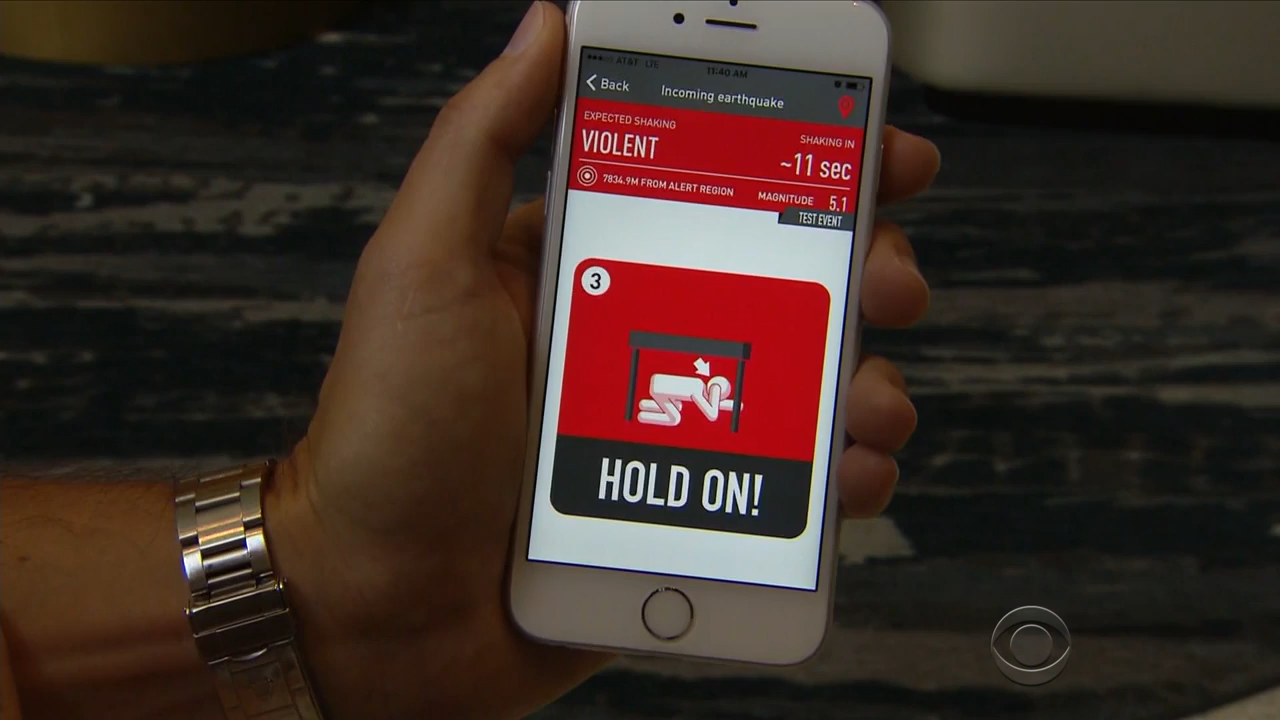 AT&T LTE 11:40 AM
Back Incoming earthquake
EXPECTED SHAKING
VIOLENT
SHAKING IN
~11 sec
7834.9M FROM ALERT REGION
MAGNITUDE 5.1
TEST EVENT
3
HOLD ON!